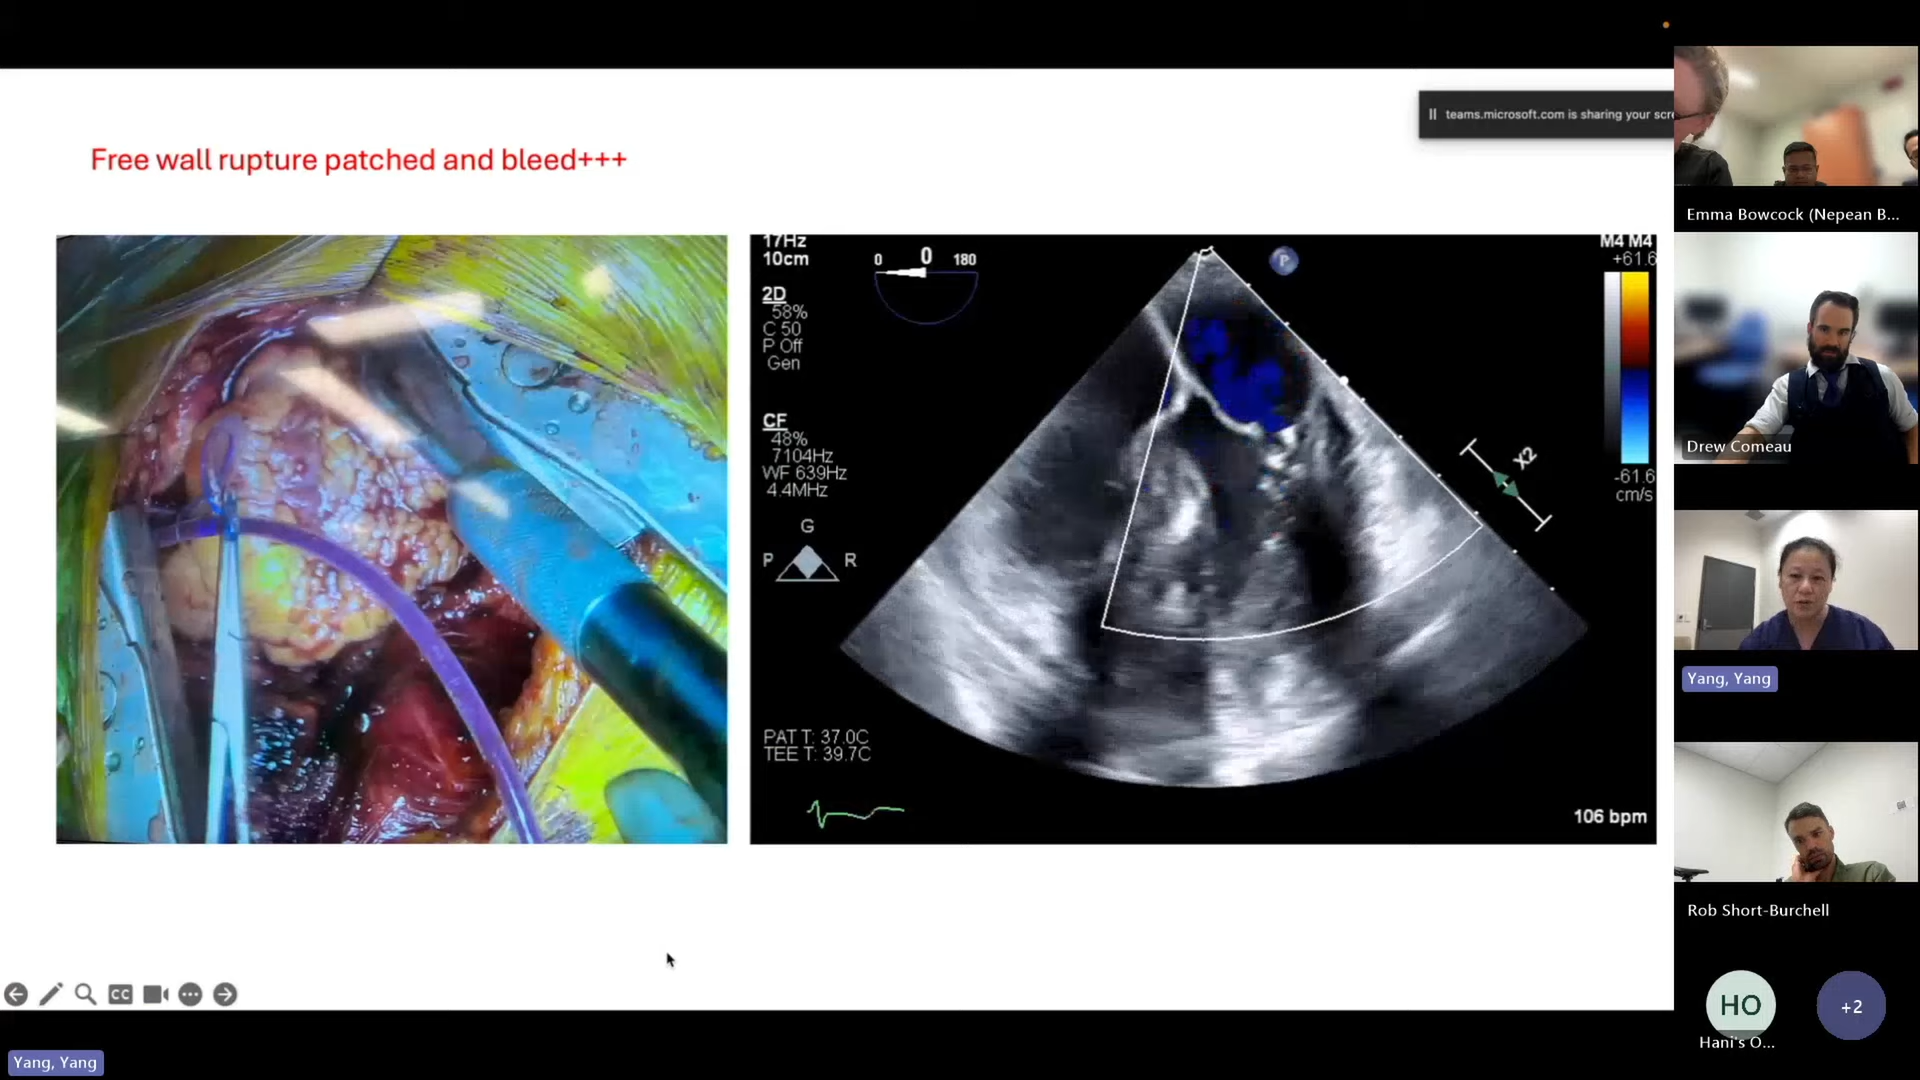 teams.microsoft.com is sharing your scre
Free wall rupture patched and bleed+++
17Hz
10cm
0 0 180
P
M4 M4
+61.6
2D
58%
C 50
P Off
Gen
CF
48%
7104Hz
WF 639Hz
4.4MHz
G
P R
X2
-61.6
cm/s
PAT T: 37.0C
TEE T: 39.7C
106 bpm
CC
Yang, Yang
Emma Bowcock (Nepean B...
Drew Comeau
Yang, Yang
Rob Short-Burchell
HO
+2
Hani's O...